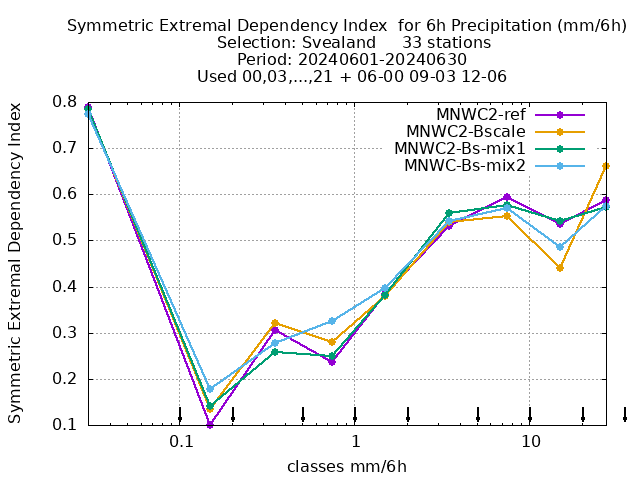 Symmetric Extremal Dependency Index  for 6h Precipitation (mm/6h)
Selection: Svealand     33 stations
Period: 20240601-20240630
Used 00,03,...,21 + 06-00 09-03 12-06
MNWC2-ref
MNWC2-Bscale
MNWC2-Bs-mix1
MNWC-Bs-mix2
Symmetric Extremal Dependency Index
0.8
0.7
0.6
0.5
0.4
0.3
0.2
0.1
0.1 1 10
classes mm/6h